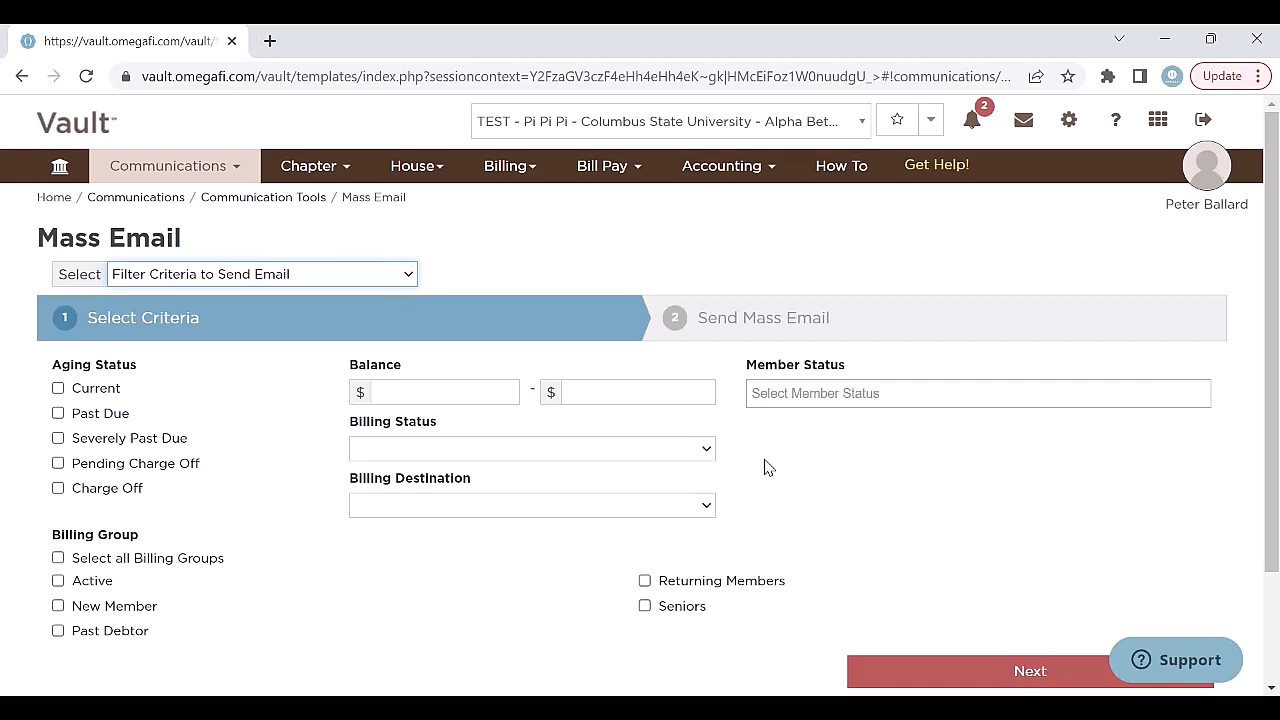 https://vault.omegafi.com/vault/
vault.omegafi.com/vault/templates/index.php?sessioncontext=Y2FzaGV3czF4eHh4eHh4eK~gk|HMcEiFoz1W0nuudgU_>#!communications/...
Update
Vault™
TEST - Pi Pi Pi - Columbus State University - Alpha Bet...
2
Communications
Chapter
House
Billing
Bill Pay
Accounting
How To
Get Help!
Home / Communications / Communication Tools / Mass Email
Peter Ballard
Mass Email
Select Filter Criteria to Send Email
1 Select Criteria
2 Send Mass Email
Aging Status
Current
Past Due
Severely Past Due
Pending Charge Off
Charge Off
Balance
$ - $
Billing Status
Billing Destination
Member Status
Select Member Status
Billing Group
Select all Billing Groups
Active
New Member
Past Debtor
Returning Members
Seniors
Next
Support